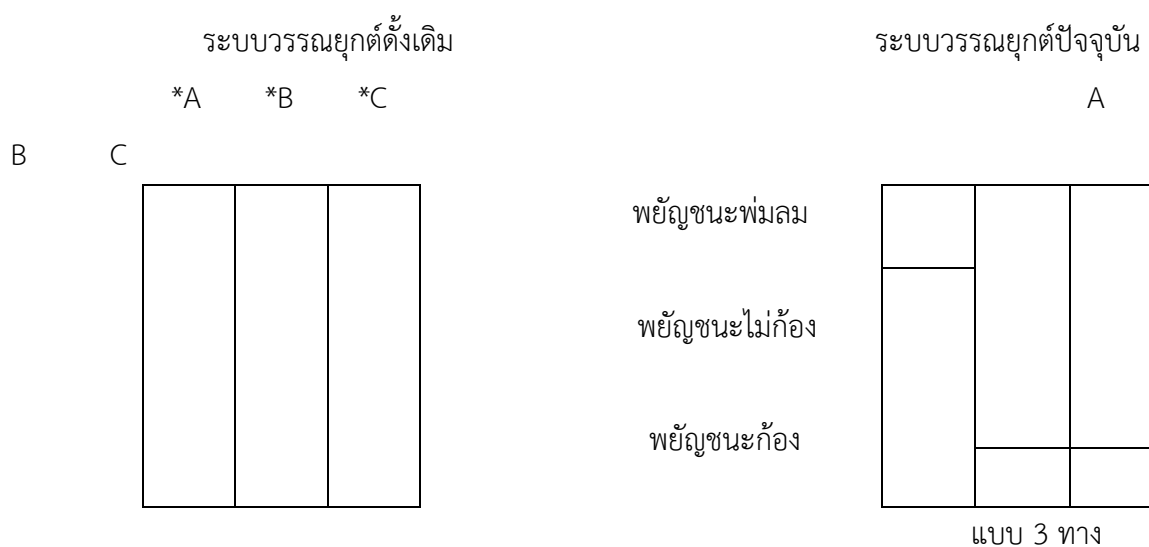 ระบบวรรณยุกต์ดั้งเดิม ระบบวรรณยุกต์ปัจจุบัน
*A *B *C A
B C
พยัญชนะพ่นลม
พยัญชนะไม่ก้อง
พยัญชนะก้อง
แบบ 3 ทาง